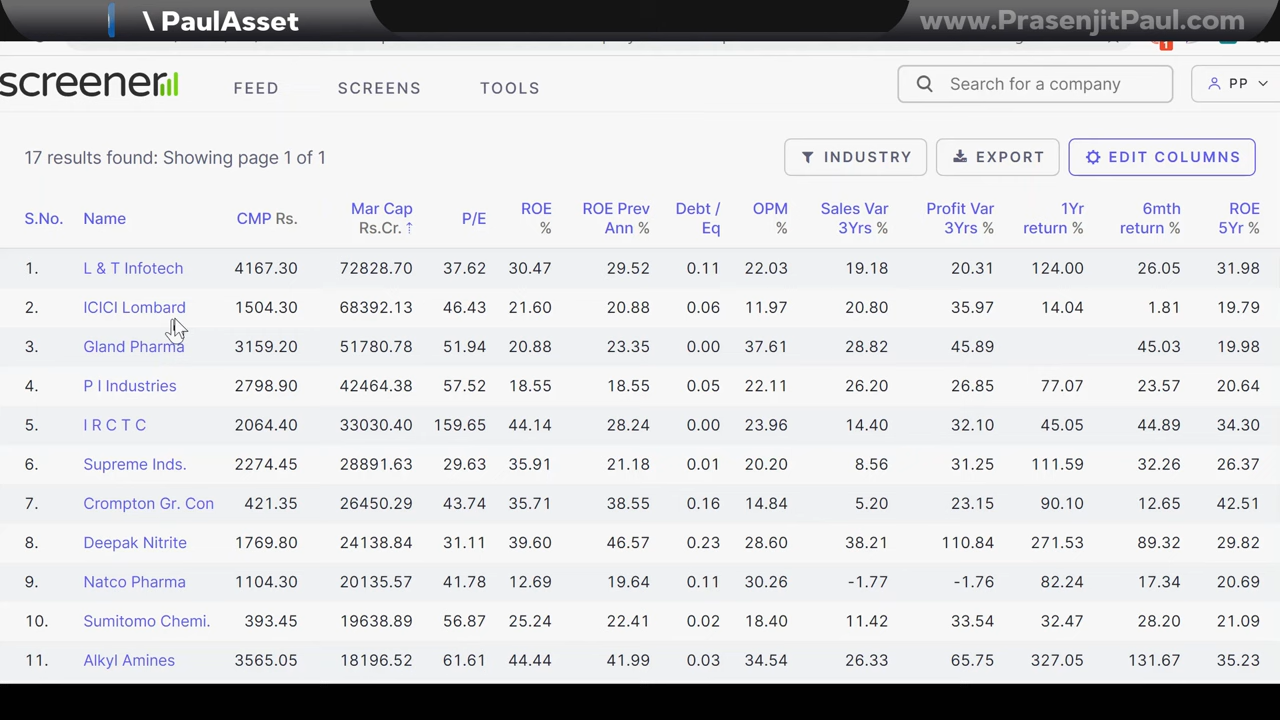 \ PaulAsset
www.PrasenjitPaul.com
1
screener
FEED SCREENS TOOLS
Search for a company
PP
17 results found: Showing page 1 of 1
INDUSTRY EXPORT EDIT COLUMNS
S.No. Name CMP Rs. Mar Cap Rs.Cr. ↑ P/E ROE % ROE Prev Ann % Debt / Eq OPM % Sales Var 3Yrs % Profit Var 3Yrs % 1Yr return % 6mth return % ROE 5Yr %
1. L & T Infotech 4167.30 72828.70 37.62 30.47 29.52 0.11 22.03 19.18 20.31 124.00 26.05 31.98
2. ICICI Lombard 1504.30 68392.13 46.43 21.60 20.88 0.06 11.97 20.80 35.97 14.04 1.81 19.79
3. Gland Pharma 3159.20 51780.78 51.94 20.88 23.35 0.00 37.61 28.82 45.89 45.03 19.98
4. P I Industries 2798.90 42464.38 57.52 18.55 18.55 0.05 22.11 26.20 26.85 77.07 23.57 20.64
5. I R C T C 2064.40 33030.40 159.65 44.14 28.24 0.00 23.96 14.40 32.10 45.05 44.89 34.30
6. Supreme Inds. 2274.45 28891.63 29.63 35.91 21.18 0.01 20.20 8.56 31.25 111.59 32.26 26.37
7. Crompton Gr. Con 421.35 26450.29 43.74 35.71 38.55 0.16 14.84 5.20 23.15 90.10 12.65 42.51
8. Deepak Nitrite 1769.80 24138.84 31.11 39.60 46.57 0.23 28.60 38.21 110.84 271.53 89.32 29.82
9. Natco Pharma 1104.30 20135.57 41.78 12.69 19.64 0.11 30.26 -1.77 -1.76 82.24 17.34 20.69
10. Sumitomo Chemi. 393.45 19638.89 56.87 25.24 22.41 0.02 18.40 11.42 33.54 32.47 28.20 21.09
11. Alkyl Amines 3565.05 18196.52 61.61 44.44 41.99 0.03 34.54 26.33 65.75 327.05 131.67 35.23